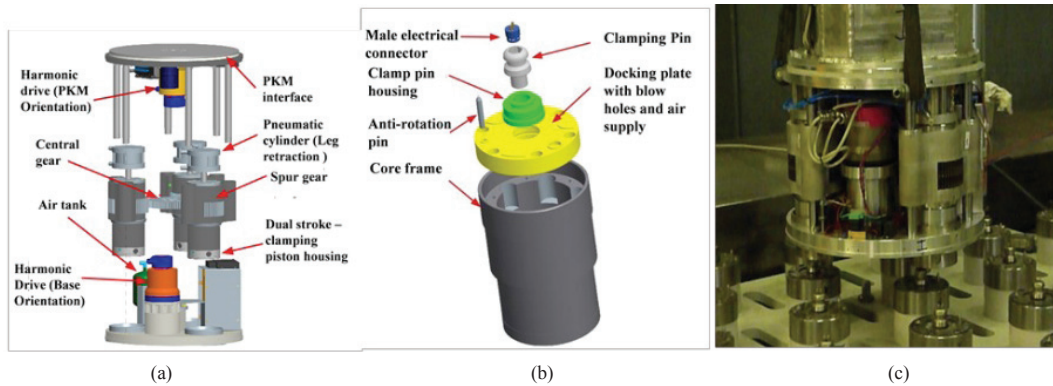 Harmonic
drive (PKM
Orientation)
Central
gear
Air tank
Harmonic
Drive (Base
Orientation)
PKM
interface
Pneumatic
cylinder (Leg
retraction )
Spur gear
Dual stroke –
clamping
piston housing
(a)
Male electrical
connector
Clamp pin
housing
Anti-rotation
pin
Core frame
Clamping Pin
Docking plate
with blow
holes and air
supply
(b)
(c)